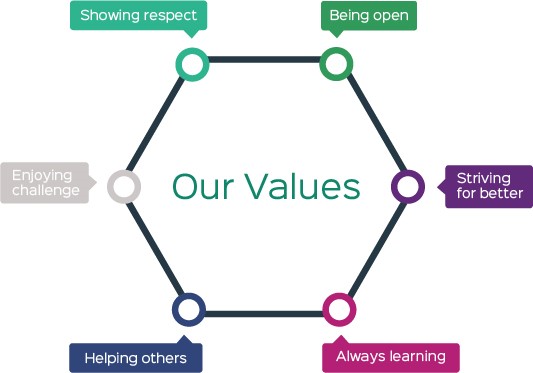 Showing respect
Being open
Enjoying
challenge
Our Values
Striving
for better
Helping others
Always learning